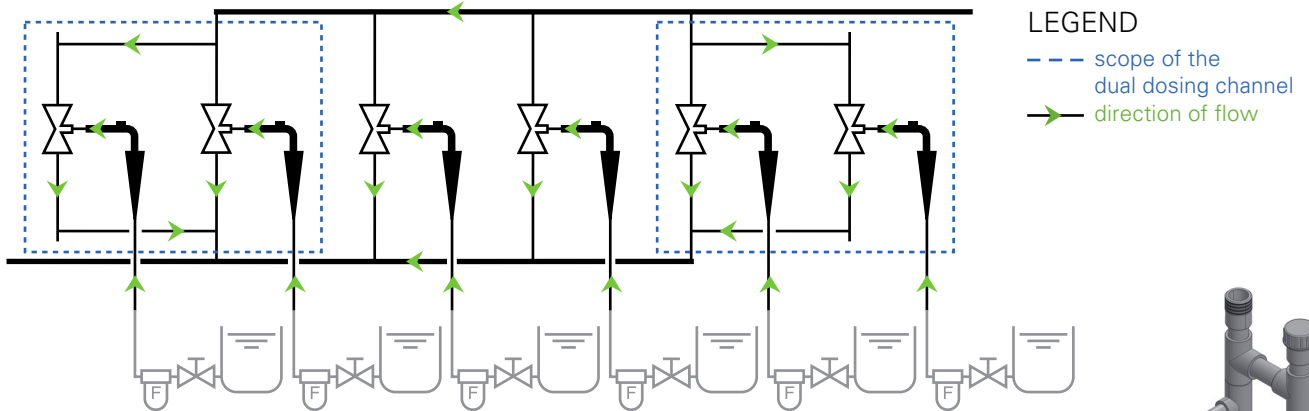 LEGEND
scope of the
dual dosing channel
direction of flow
F
F
F
F
F
F